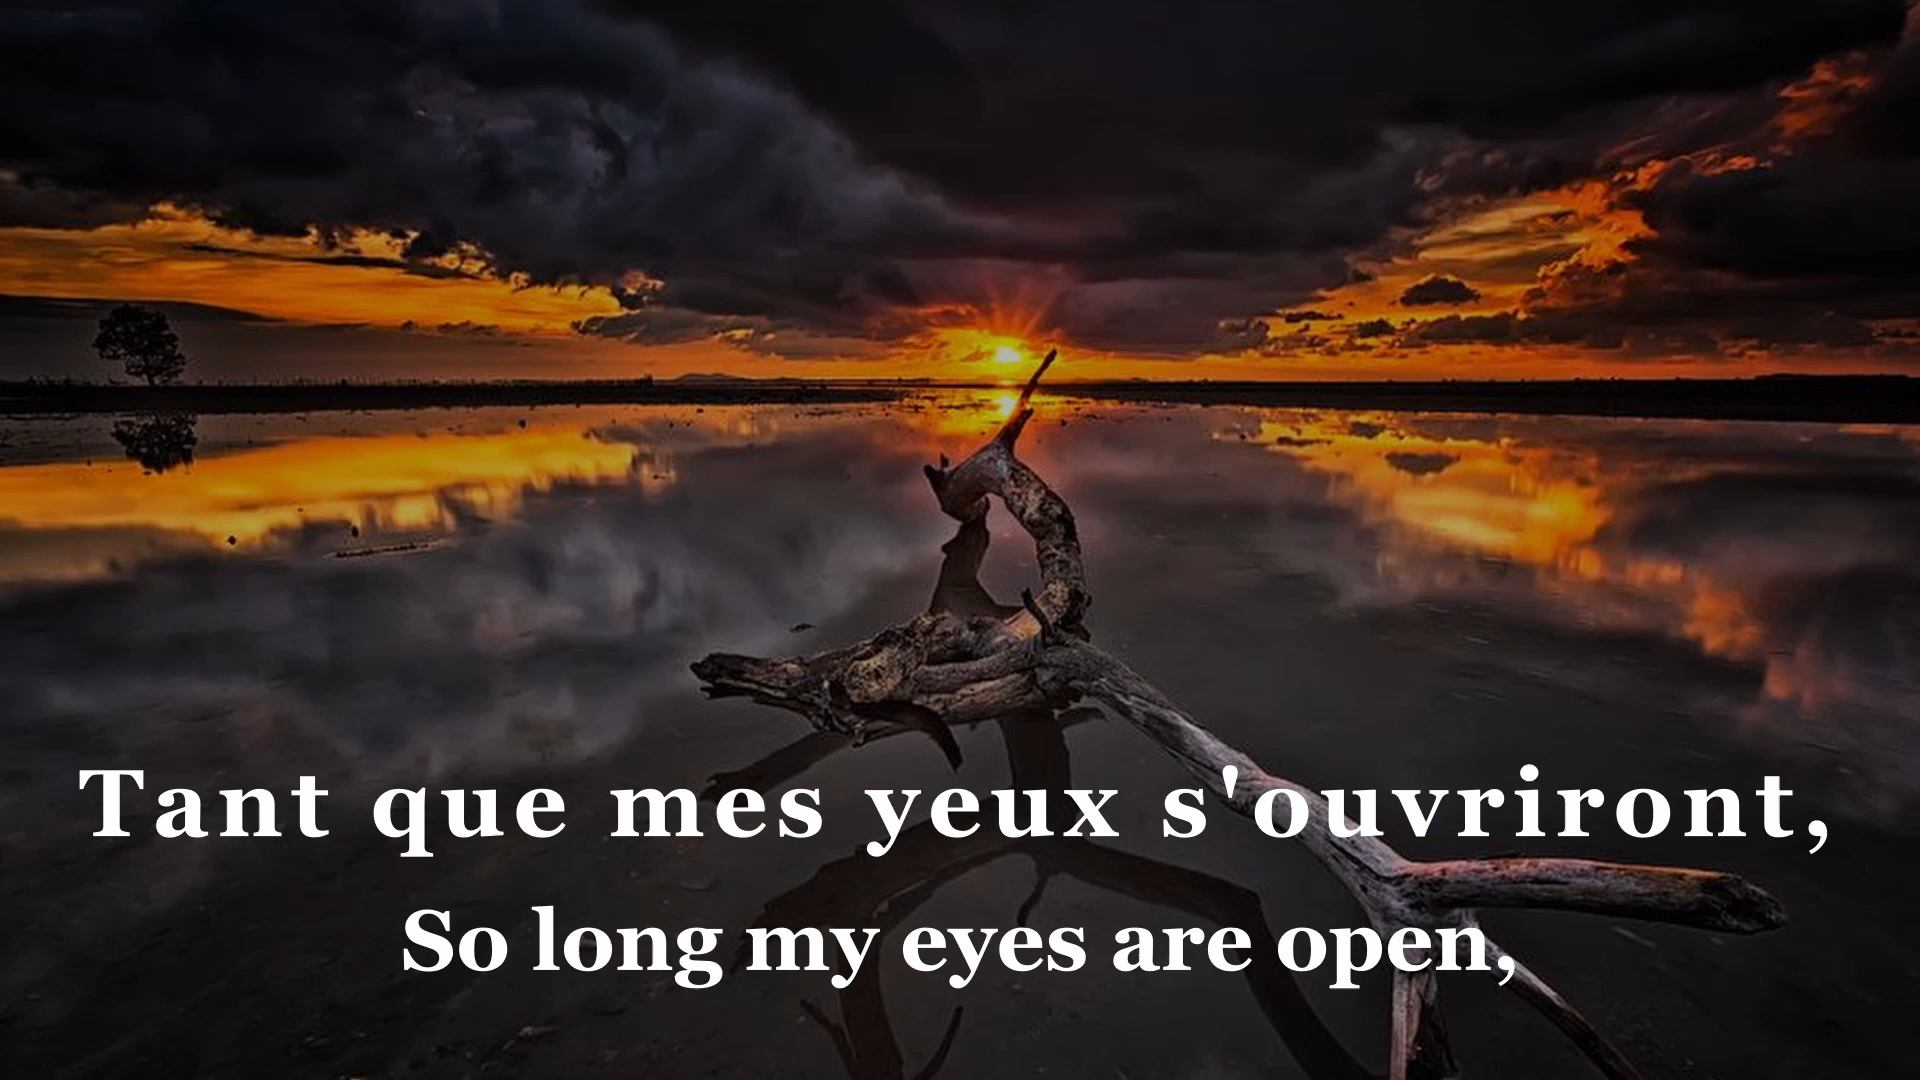 Tant que mes yeux s'ouvriront,
So long my eyes are open,